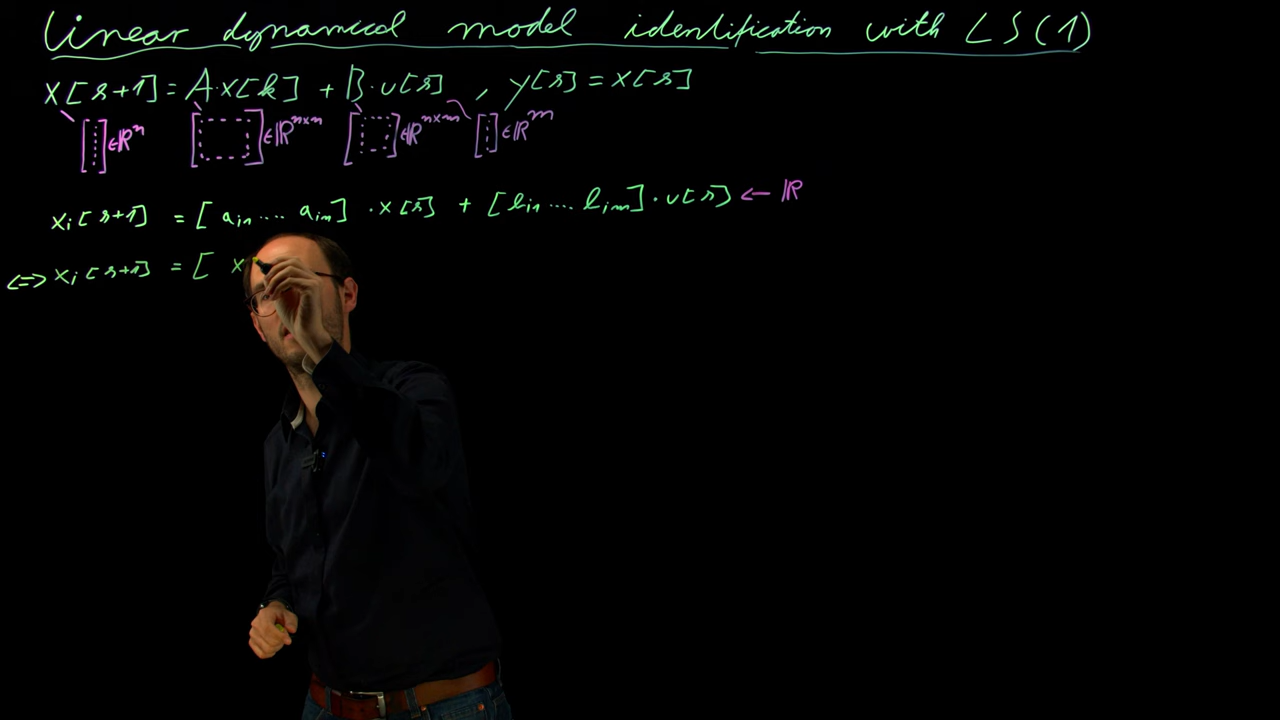 linear dynamical model identification with LS(1)
x[k+1] = A·x[k] + B·u[k] , y[k] = x[k]
[ ] ∈ ℝⁿ [ ] ∈ ℝⁿˣⁿ [ ] ∈ ℝⁿˣᵐ [ ] ∈ ℝᵐ
xᵢ[k+1] = [aᵢ₁ .... aᵢₙ] · x[k] + [bᵢ₁ .... bᵢₘ] · u[k] ← ℝ
⇔ xᵢ[k+1] = [ x